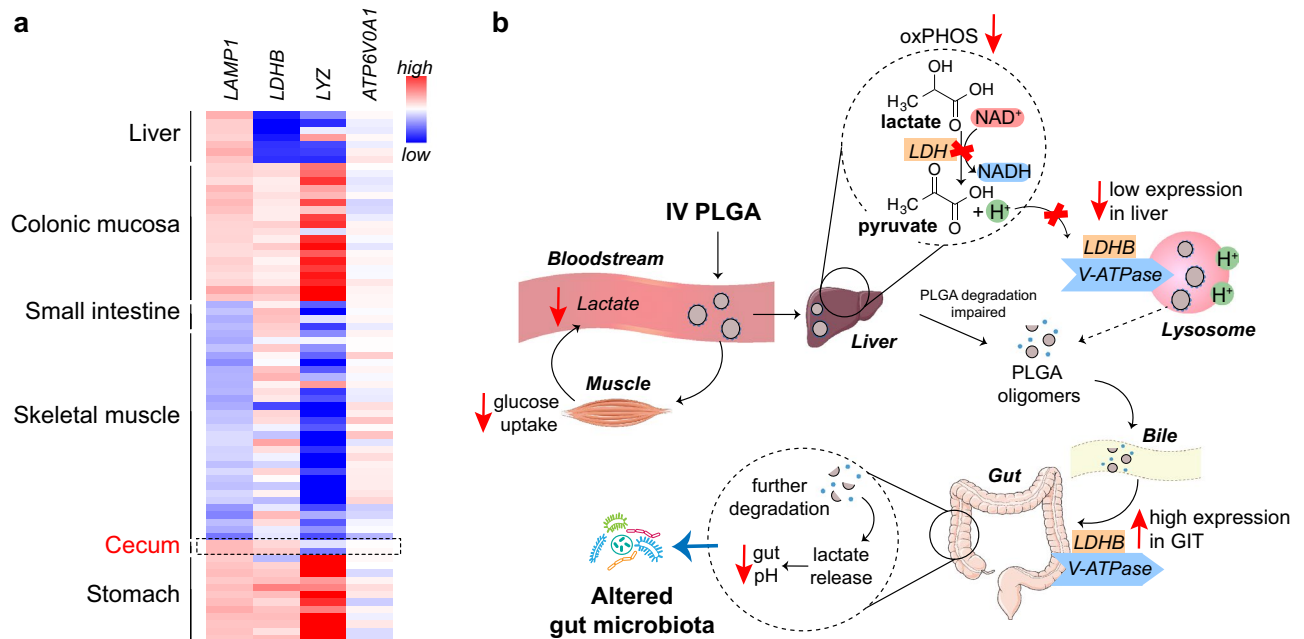 a
LAMP1
LDHB
LYZ
ATP6V0A1
high
low
Liver
Colonic mucosa
Small intestine
Skeletal muscle
Cecum
Stomach
b
oxPHOS
OH
OH
H₃C
O
lactate
NAD⁺
LDH
NADH
O
OH
H₃C
O
pyruvate
+ H⁺
low expression
in liver
LDHB
V-ATPase
H⁺
H⁺
Lysosome
IV PLGA
Bloodstream
Lactate
Liver
PLGA degradation
impaired
PLGA
oligomers
Muscle
glucose
uptake
Bile
Gut
high expression
in GIT
LDHB
V-ATPase
further
degradation
lactate
release
gut
pH
Altered
gut microbiota